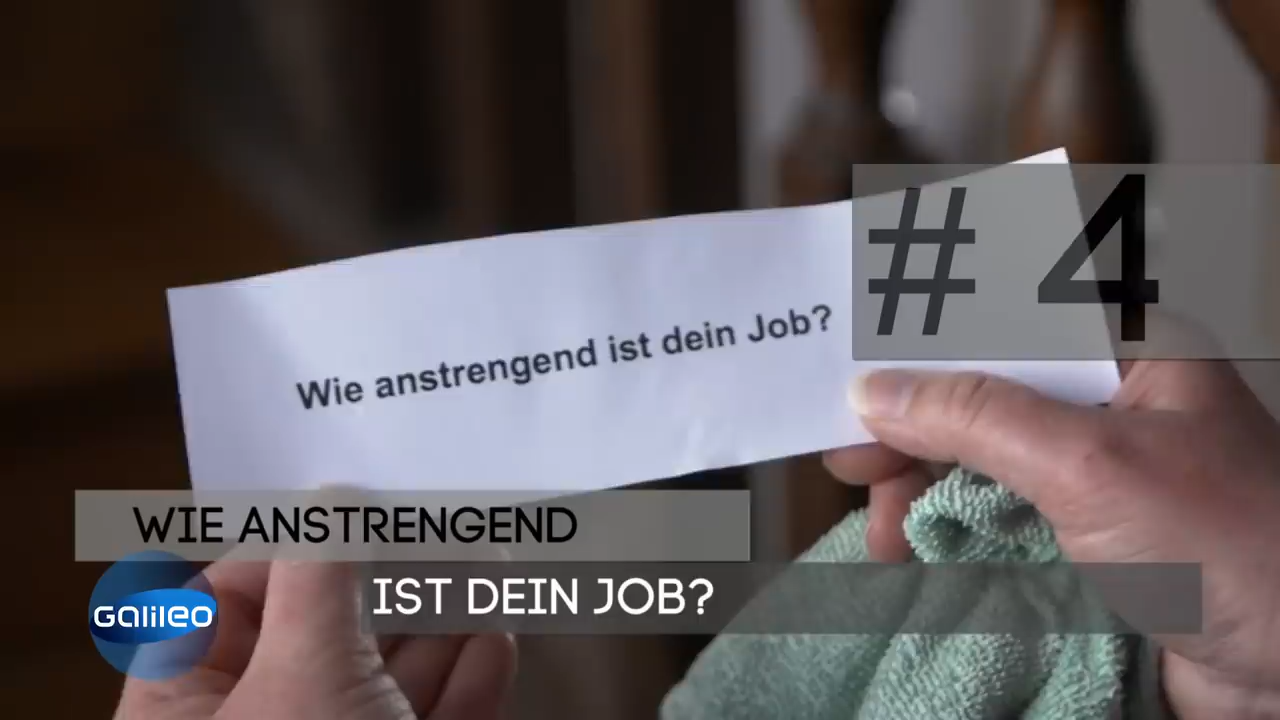 # 4
Wie anstrengend ist dein Job?
WIE ANSTRENGEND
IST DEIN JOB?
Galileo